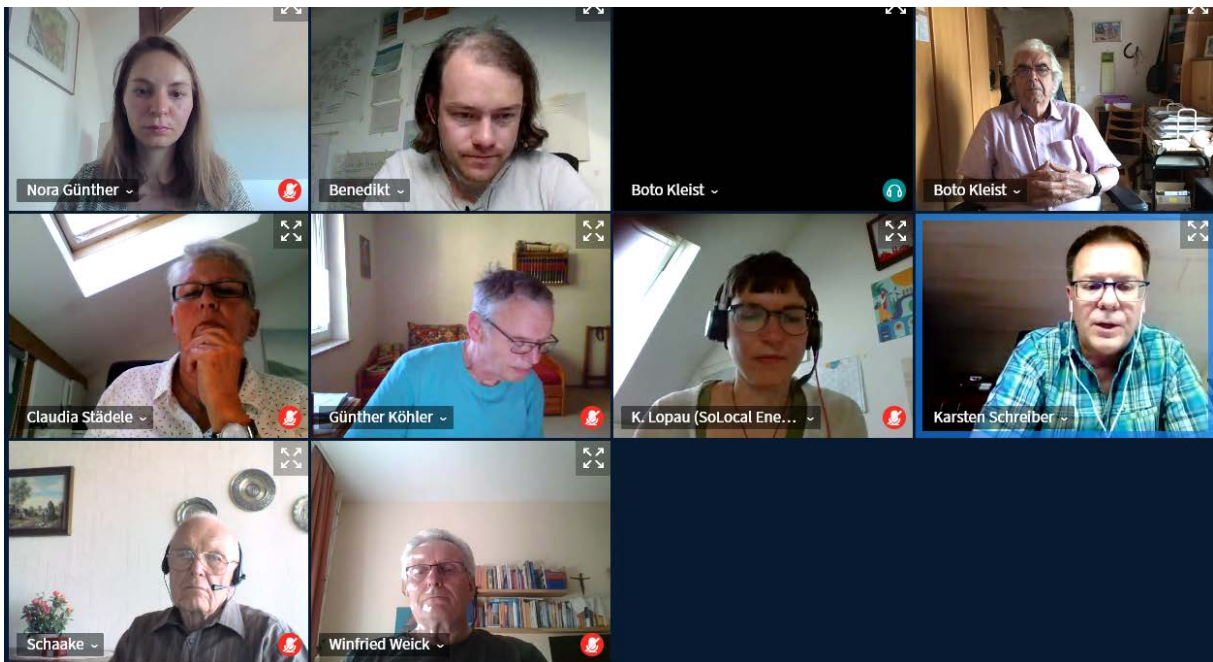 Nora Günther
Benedikt
Boto Kleist
Boto Kleist
Claudia Städele
Günther Köhler
K. Lopau (SoLocal Ene...
Karsten Schreiber
Schaake
Winfried Weick